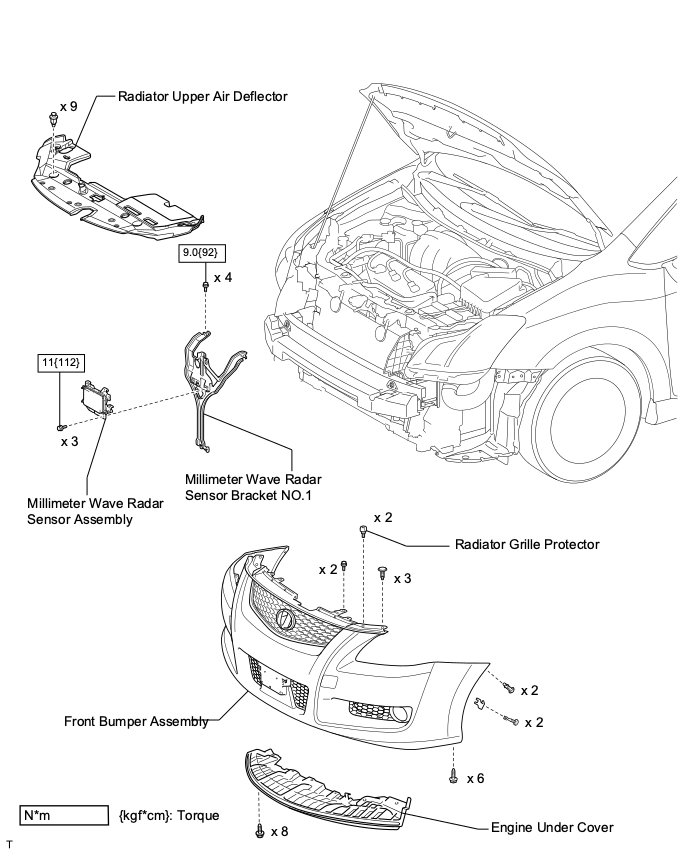 x 9
Radiator Upper Air Deflector
9.0{92}
x 4
11{112}
x 3
Millimeter Wave Radar
Sensor Bracket NO.1
Millimeter Wave Radar
Sensor Assembly
x 2
Radiator Grille Protector
x 2
x 3
x 2
x 2
Front Bumper Assembly
x 6
N*m
{kgf*cm}: Torque
x 8
Engine Under Cover
T